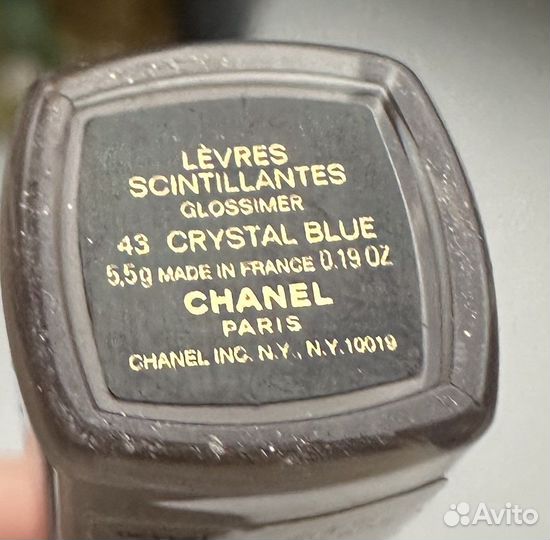 LÈVRES
SCINTILLANTES
GLOSSIMER
43 CRYSTAL BLUE
5,5g MADE IN FRANCE 0.19 OZ
CHANEL
PARIS
CHANEL INC. N.Y., N.Y. 10019
Avito